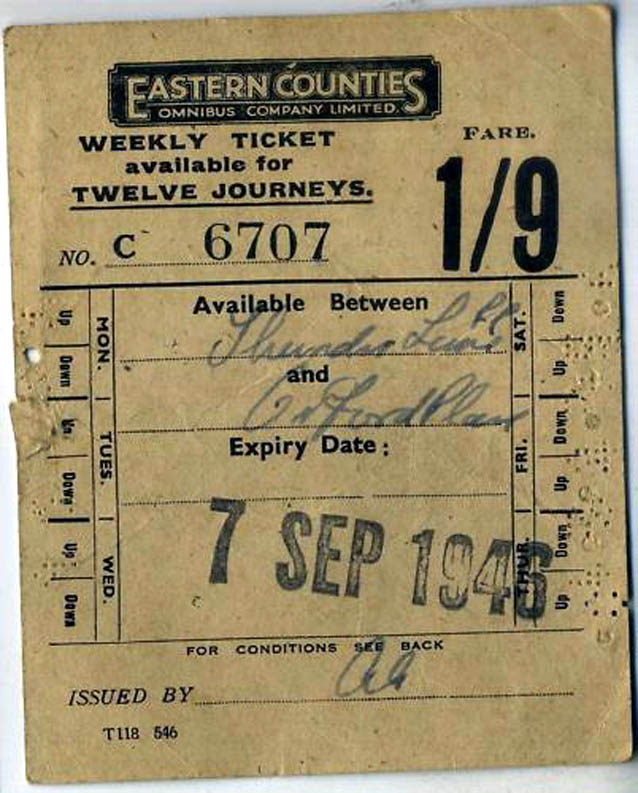 EASTERN COUNTIES
OMNIBUS COMPANY LIMITED.
WEEKLY TICKET
available for
TWELVE JOURNEYS.
FARE.
1/9
NO. C 6707
Available Between
and
Expiry Date:
7 SEP 1946
Up
Down
MON.
Up
Down
TUES.
Up
Down
WED.
Down
Up
SAT.
Down
Up
FRI.
Down
Up
THUR.
FOR CONDITIONS SEE BACK
ISSUED BY
T118 546